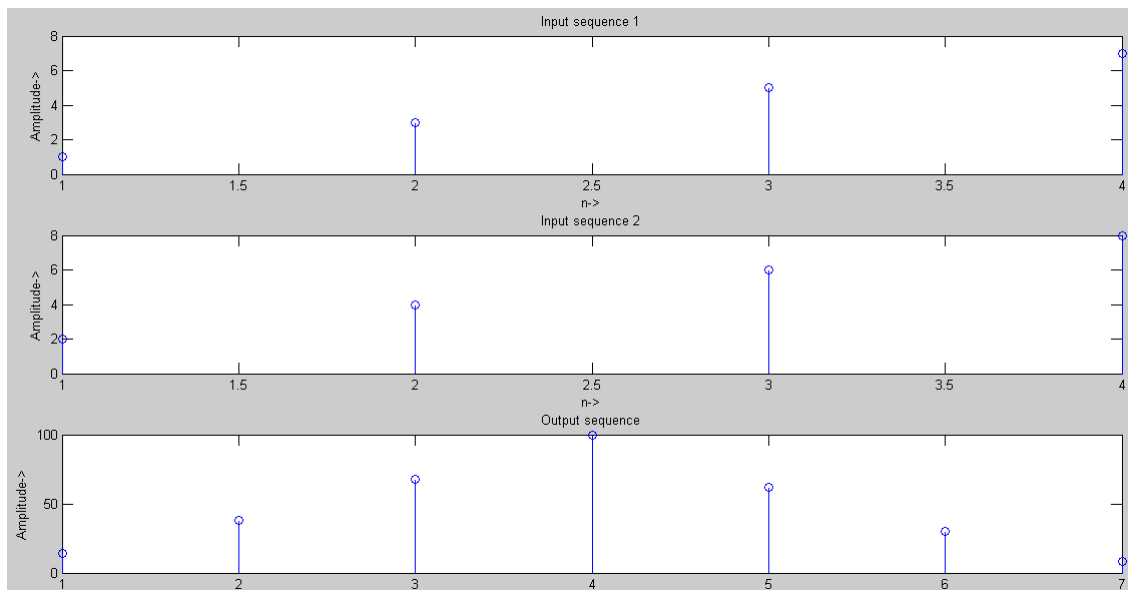 Input sequence 1
Amplitude->
8
6
4
2
0
1 1.5 2 2.5 3 3.5 4
n->
Input sequence 2
Amplitude->
8
6
4
2
0
1 1.5 2 2.5 3 3.5 4
n->
Output sequence
Amplitude->
100
50
0
1 2 3 4 5 6 7